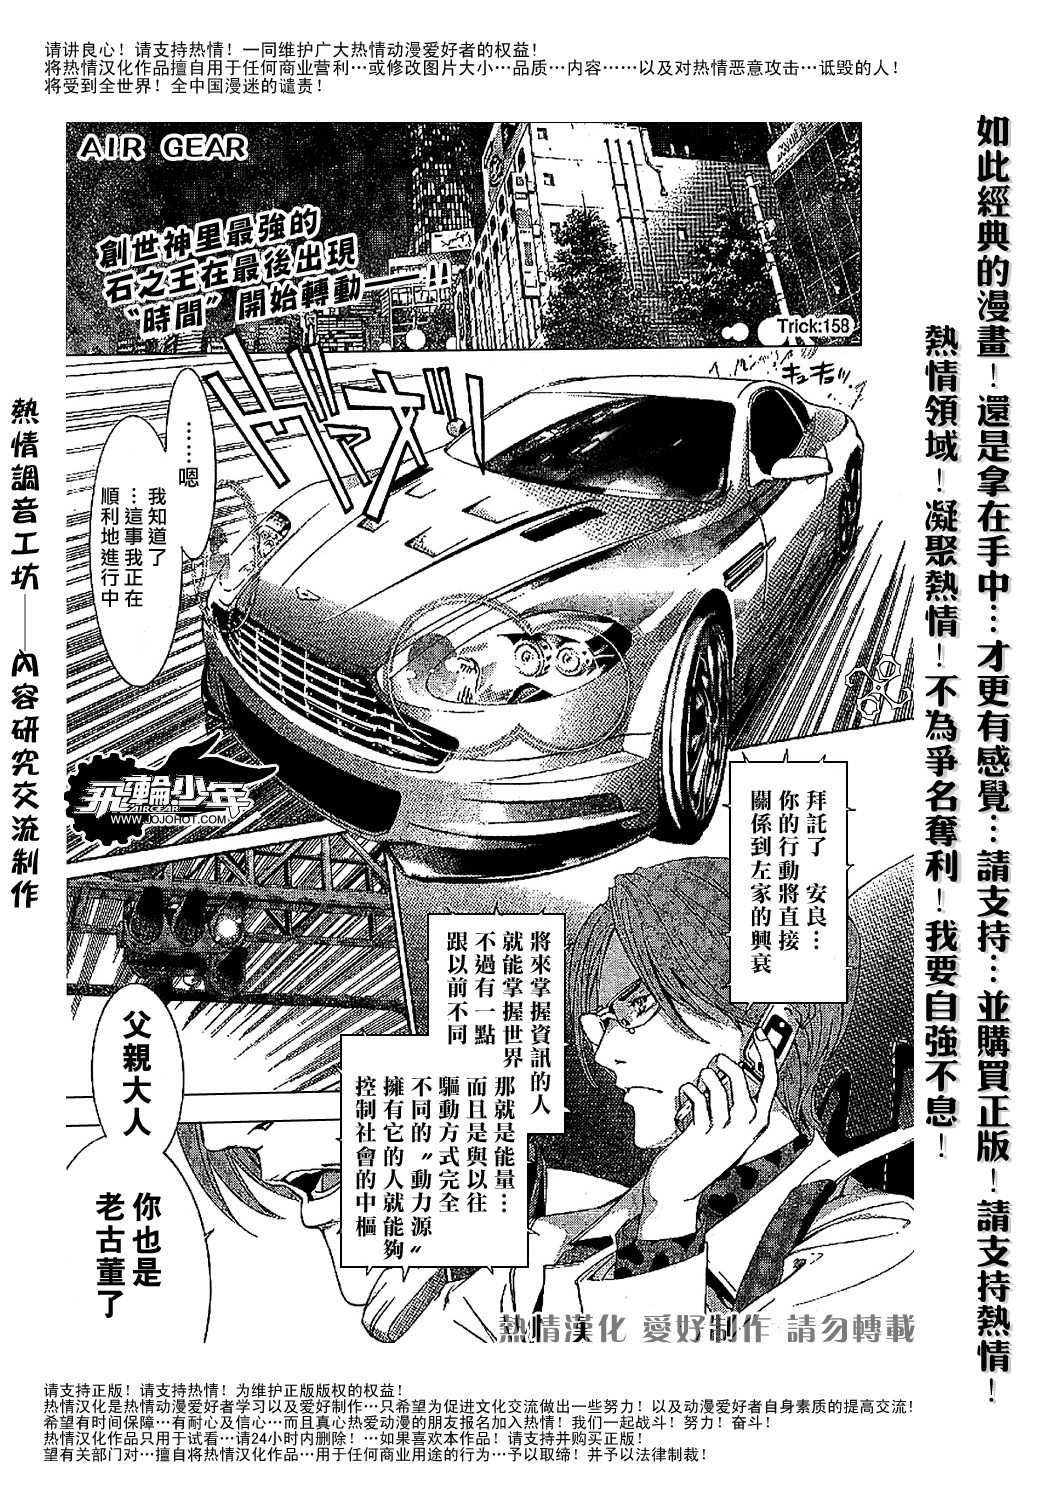 请讲良心！请支持热情！一同维护广大热情动漫爱好者的权益！
将热情汉化作品擅自用于任何商业营利…或修改图片大小…品质…内容……以及对热情恶意攻击…诋毁的人！
将受到全世界！全中国漫迷的谴责！
如此經典的漫畫！還是拿在手中…才更有感覺…請支持…並購買正版！請支持熱情！
熱情領域！凝聚熱情！不為爭名奪利！我要自強不息！
AIR GEAR
創世神里最強的
石之王在最後出現
“時間”開始轉動——!!
Trick:158
キュキュッ
……嗯
我知道了
…這事我正在
順利地進行中
熱情調音工坊——內容研究交流制作
飛輪少年
AIR GEAR
WWW.JOJOHOT.COM
拜託了 安良…
你的行動將直接
關係到左家的興衰
將來掌握資訊的人
就能掌握世界
不過有一點
跟以前不同
那就是能量…
而且是與以往
驅動方式完全
不同的〝動力源〞
擁有它的人就能夠
控制社會的中樞
父親大人
你也是
老古董了
熱情漢化 愛好制作 請勿轉載
请支持正版！请支持热情！为维护正版版权的权益！
热情汉化是热情动漫爱好者学习以及爱好制作…只希望为促进文化交流做出一些努力！以及动漫爱好者自身素质的提高交流！
希望有时间保障…有耐心及信心…而且真心热爱动漫的朋友报名加入热情！我们一起战斗！努力！奋斗！
热情汉化作品只用于试看…请24小时内删除！…如果喜欢本作品！请支持并购买正版！
望有关部门对…擅自将热情汉化作品…用于任何商业用途的行为…予以取缔！并予以法律制裁！